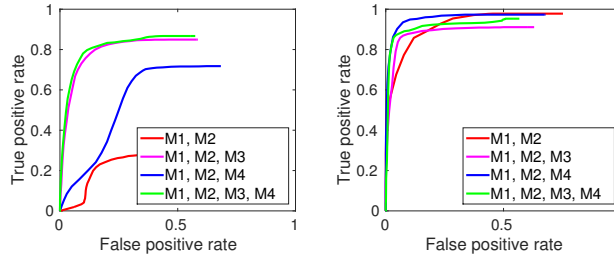 1
0.8
0.6
0.4
0.2
0
True positive rate
M1, M2
M1, M2, M3
M1, M2, M4
M1, M2, M3, M4
0 0.5 1
False positive rate
1
0.8
0.6
0.4
0.2
0
True positive rate
M1, M2
M1, M2, M3
M1, M2, M4
M1, M2, M3, M4
0 0.5
False positive rate